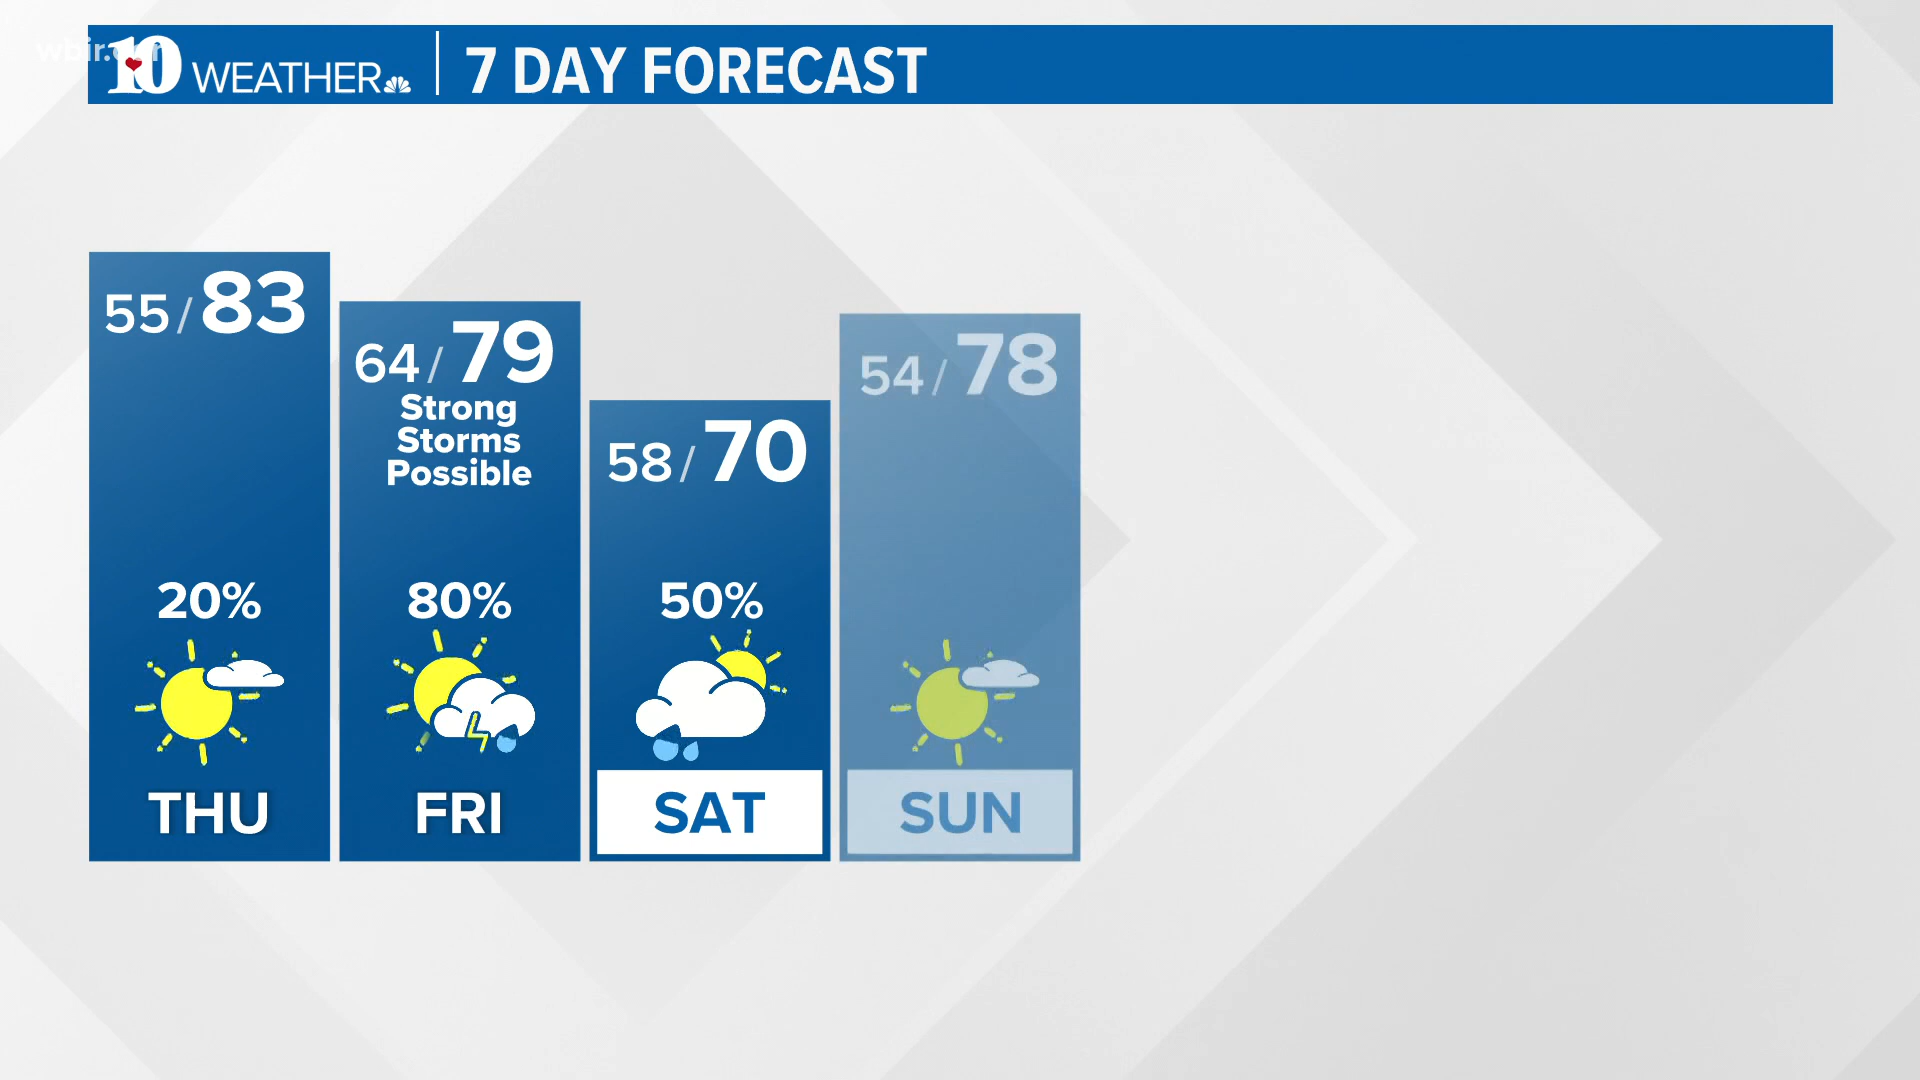 wbir.com
10 WEATHER 7 DAY FORECAST
55/83
64/79
Strong
Storms
Possible
58/70
54/78
20%
80%
50%
THU
FRI
SAT
SUN